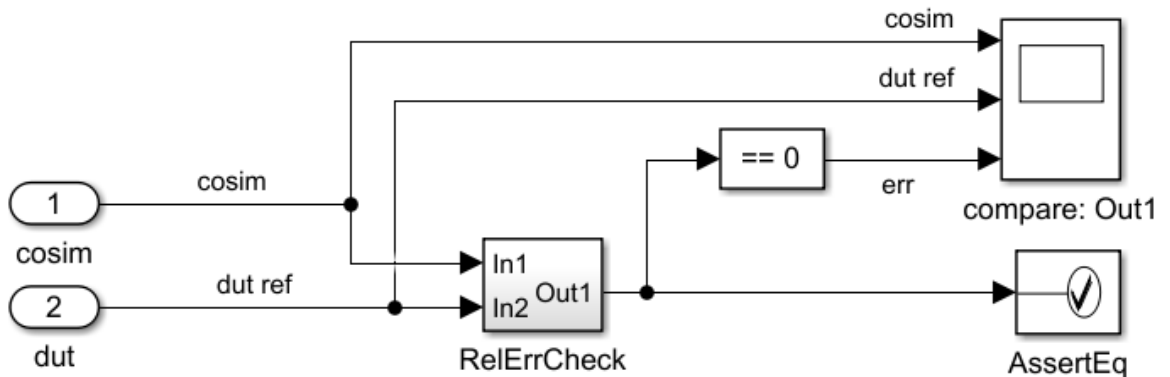 cosim
dut ref
== 0
err
compare: Out1
cosim
1
cosim
dut ref
2
dut
In1
In2
Out1
RelErrCheck
AssertEq